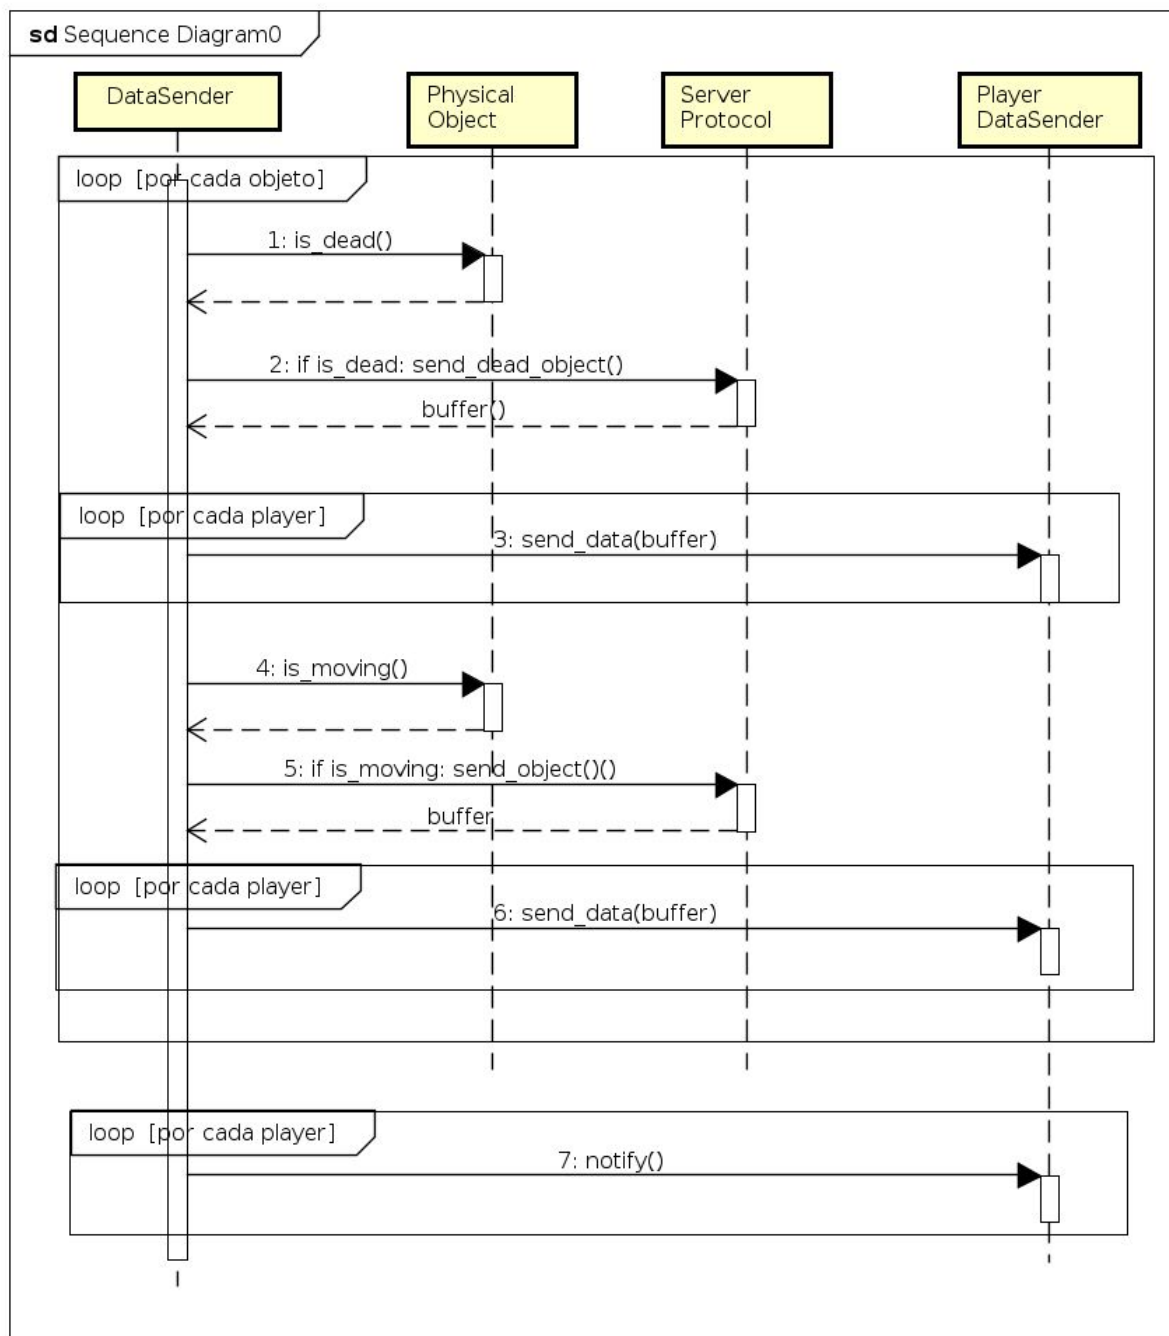 sd Sequence Diagram0
DataSender
Physical
Object
Server
Protocol
Player
DataSender
loop [por cada objeto]
1: is_dead()
2: if is_dead: send_dead_object()
buffer()
loop [por cada player]
3: send_data(buffer)
4: is_moving()
5: if is_moving: send_object()()
buffer
loop [por cada player]
6: send_data(buffer)
loop [por cada player]
7: notify()